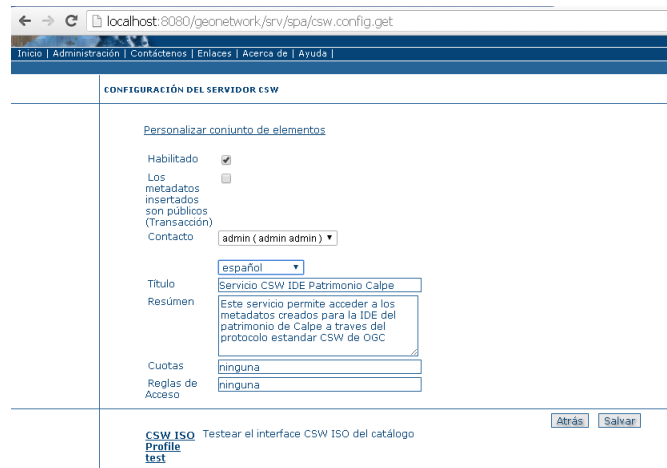 localhost:8080/geonetwork/srv/spa/csw.config.get
Inicio | Administración | Contáctenos | Enlaces | Acerca de | Ayuda |
CONFIGURACIÓN DEL SERVIDOR CSW
Personalizar conjunto de elementos
Habilitado
Los
metadatos
insertados
son públicos
(Transacción)
Contacto
admin ( admin admin )
español
Título
Servicio CSW IDE Patrimonio Calpe
Resúmen
Este servicio permite acceder a los
metadatos creados para la IDE del
patrimonio de Calpe a traves del
protocolo estandar CSW de OGC
Cuotas
ninguna
Reglas de
Acceso
ninguna
Atrás
Salvar
CSW ISO
Profile
test
Testear el interface CSW ISO del catálogo